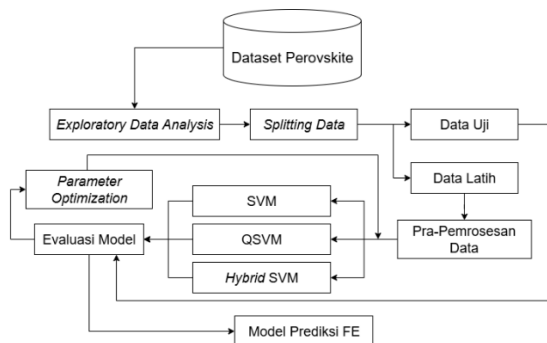 Dataset Perovskite
Exploratory Data Analysis
Splitting Data
Data Uji
Parameter
Optimization
SVM
Data Latih
Evaluasi Model
QSVM
Pra-Pemrosesan
Data
Hybrid SVM
Model Prediksi FE